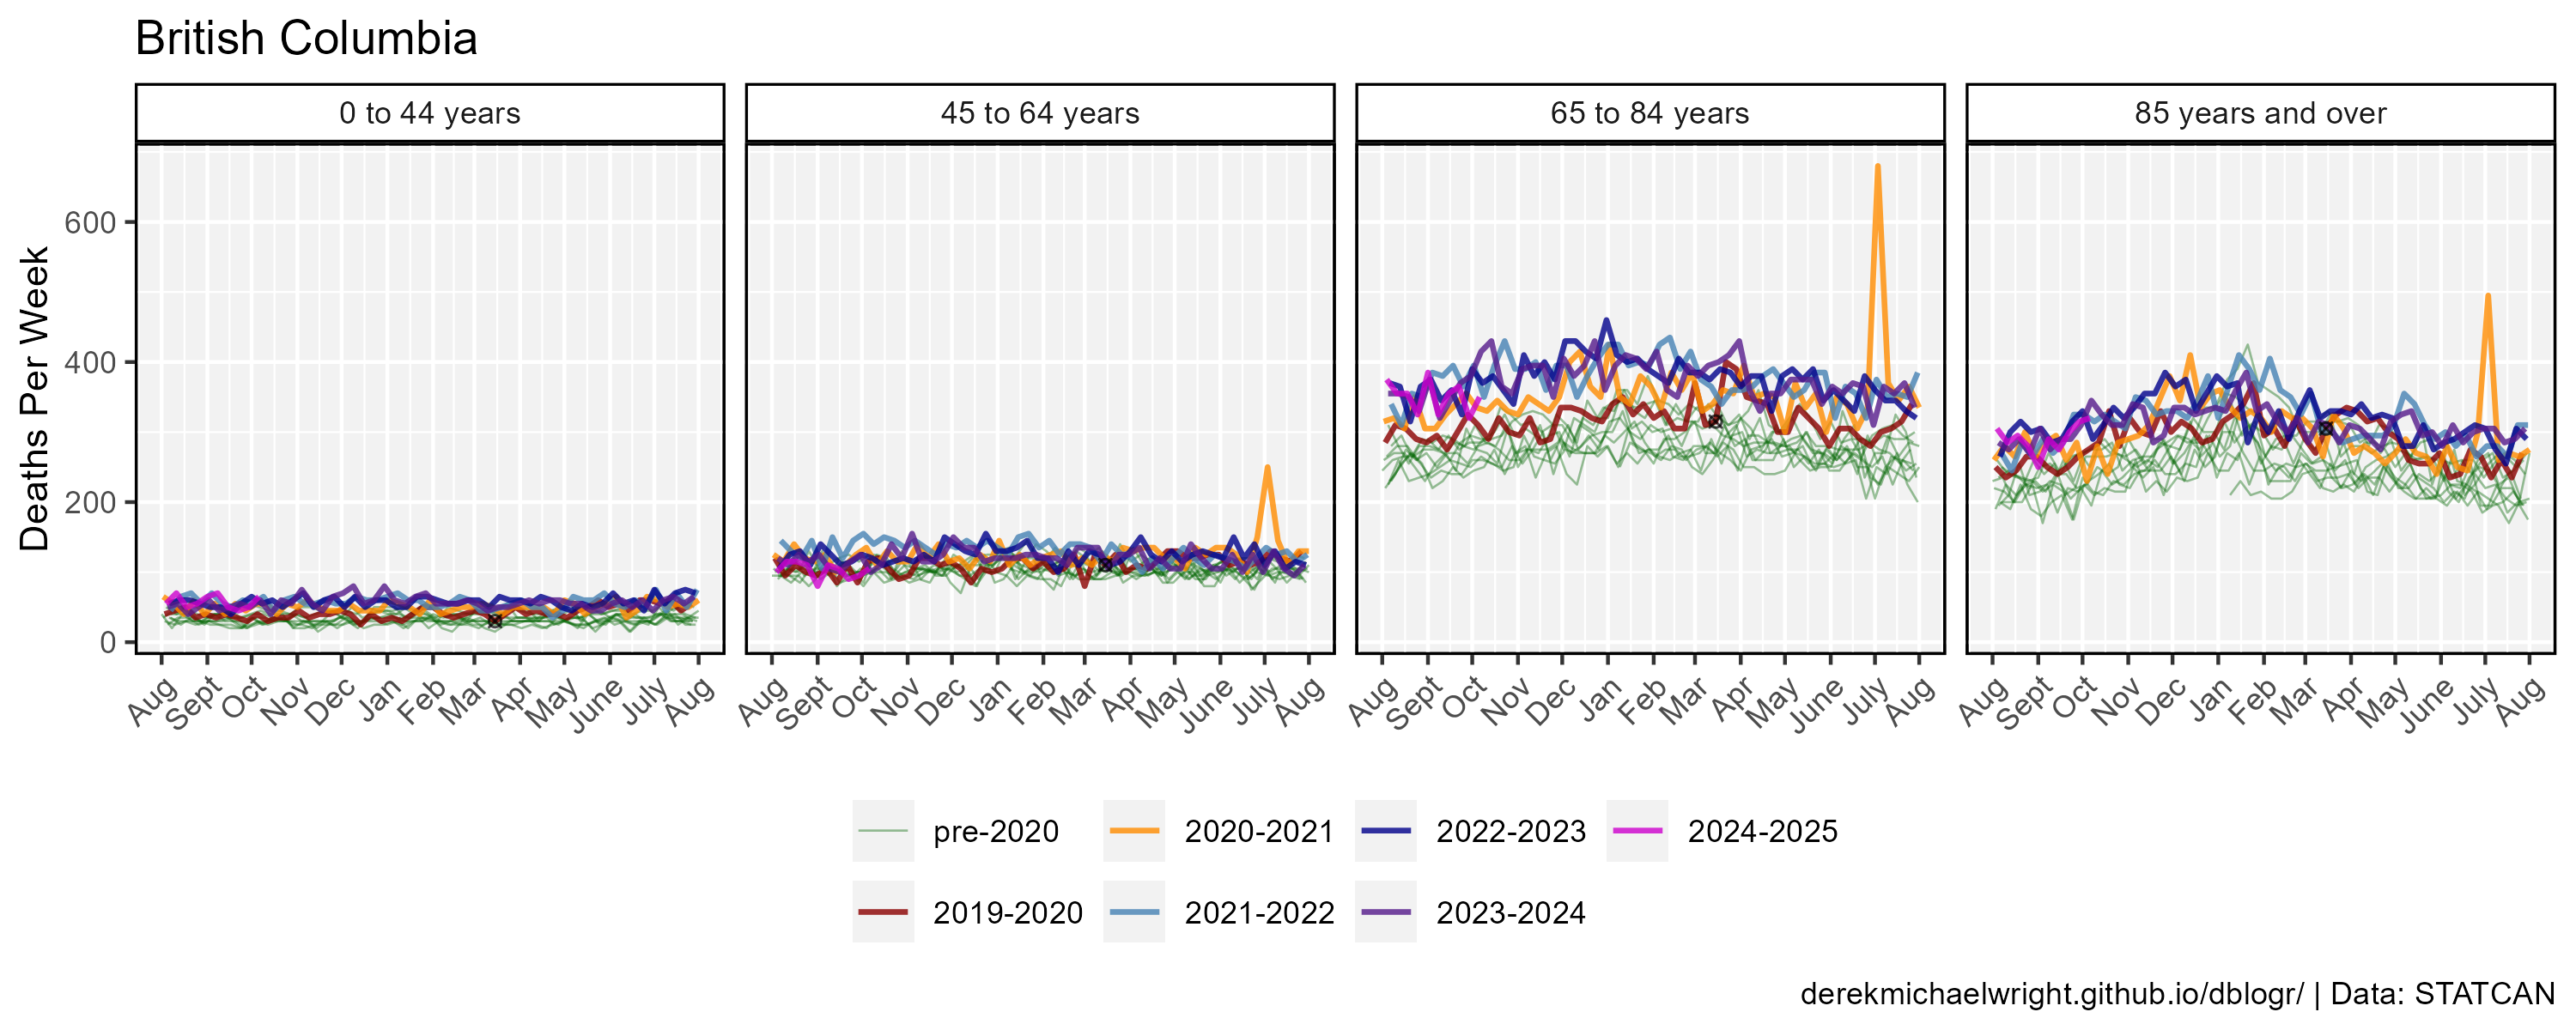 British Columbia
0 to 44 years 45 to 64 years 65 to 84 years 85 years and over
Deaths Per Week
600
400
200
0
Aug Sept Oct Nov Dec Jan Feb Mar Apr May June July Aug Aug Sept Oct Nov Dec Jan Feb Mar Apr May June July Aug Aug Sept Oct Nov Dec Jan Feb Mar Apr May June July Aug Aug Sept Oct Nov Dec Jan Feb Mar Apr May June July Aug
pre-2020 2020-2021 2022-2023 2024-2025
2019-2020 2021-2022 2023-2024
derekmichaelwright.github.io/dblogr/ | Data: STATCAN